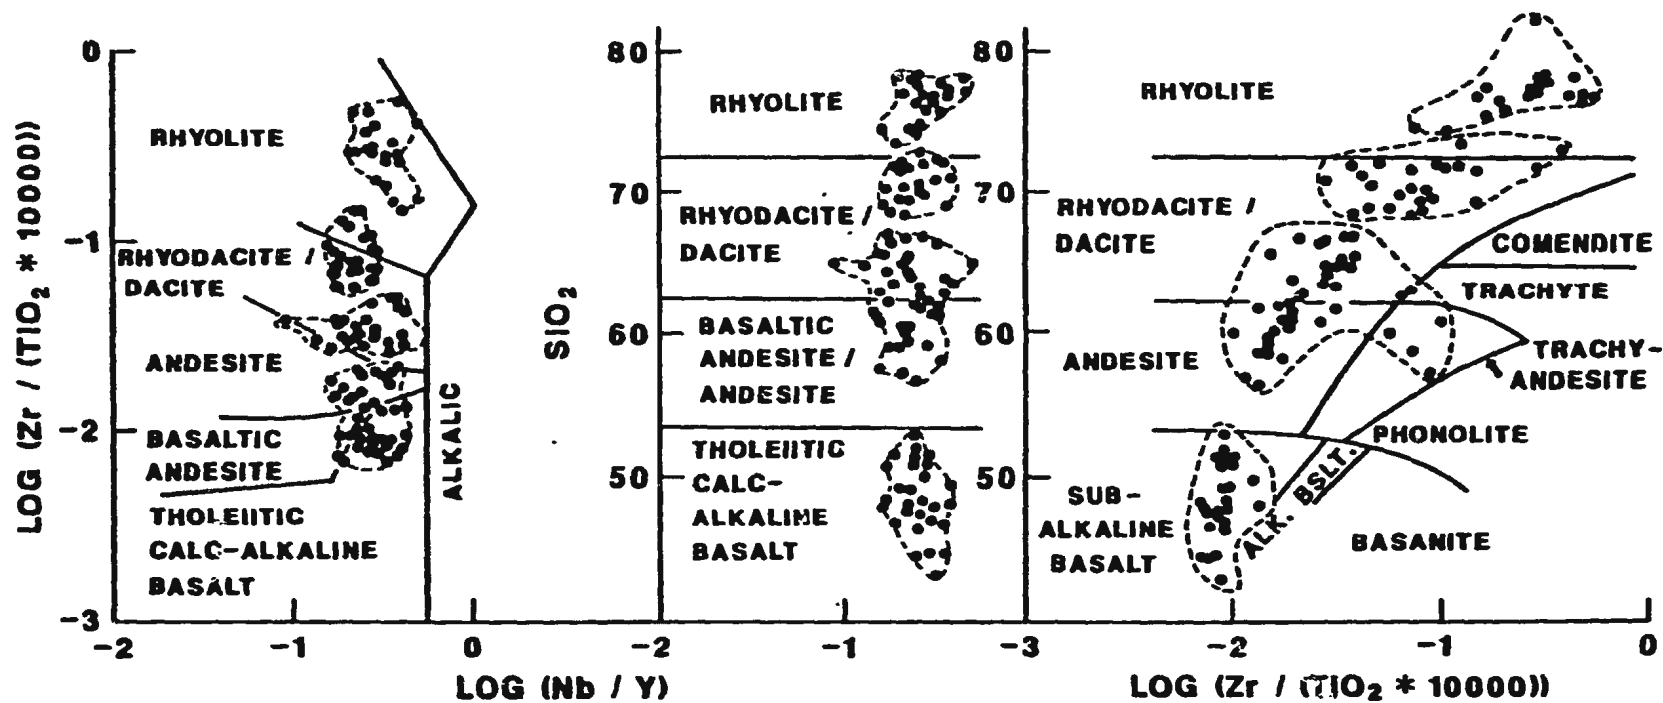 LOG (Zr / (TIO2 * 10000))
0
-1
-2
-3
RHYOLITE
RHYODACITE /
DACITE
ANDESITE
BASALTIC
ANDESITE
THOLEIITIC
CALC-ALKALINE
BASALT
ALKALIC
-2
-1
0
LOG (Nb / Y)
SIO2
80
70
60
50
RHYOLITE
RHYODACITE /
DACITE
BASALTIC
ANDESITE /
ANDESITE
THOLEIITIC
CALC-
ALKALINE
BASALT
-2
-1
80
70
60
50
RHYOLITE
RHYODACITE /
DACITE
COMENDITE
TRACHYTE
ANDESITE
TRACHY-
ANDESITE
PHONOLITE
SUB-
ALKALINE
BASALT
ALK. BSLT.
BASANITE
-3
-2
-1
0
LOG (Zr / (TIO2 * 10000))